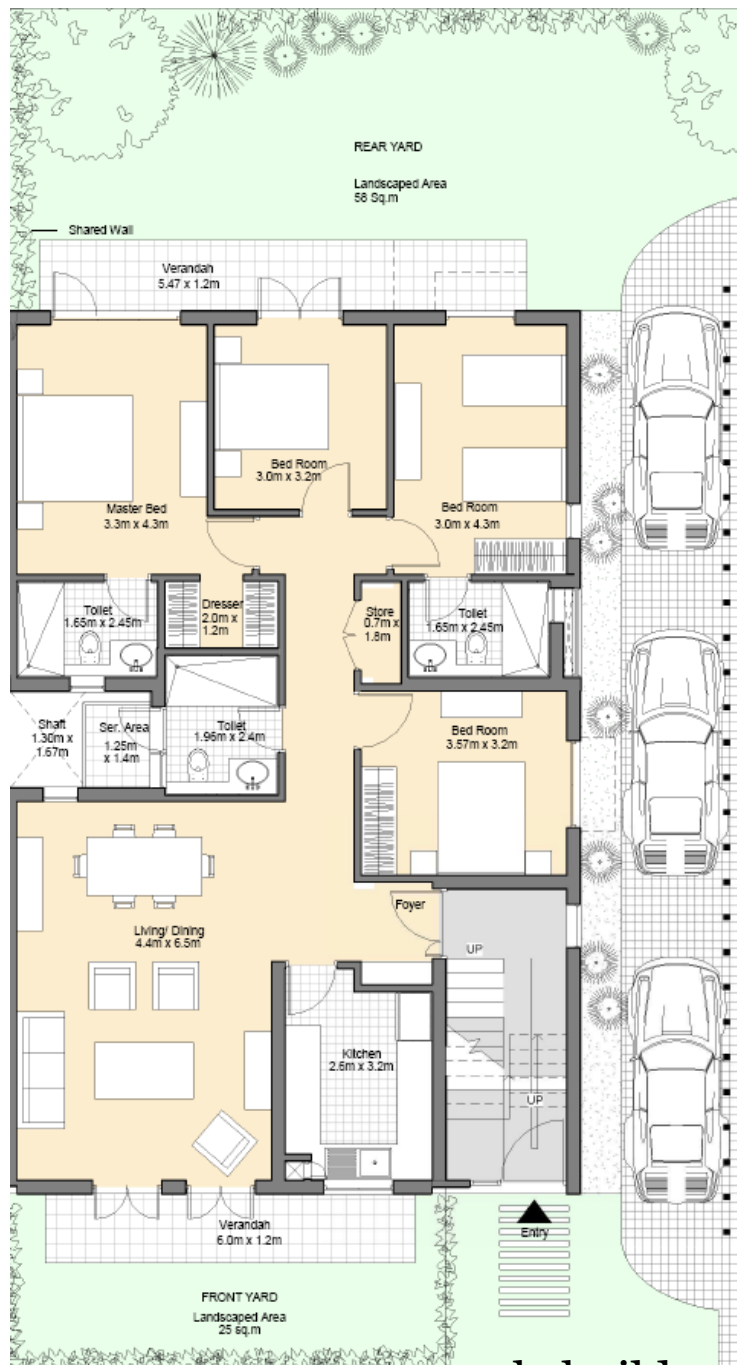 REAR YARD
Landscaped Area
58 Sq.m
Shared Wall
Verandah
5.47 x 1.2m
Bed Room
3.0m x 3.2m
Master Bed
3.3m x 4.3m
Bed Room
3.0m x 4.3m
Toilet
1.65m x 2.45m
Dresser
2.0m x
1.2m
Store
0.7m x
1.8m
Toilet
1.65m x 2.45m
Shaft
1.30m x
1.67m
Ser. Area
1.25m
x 1.4m
Toilet
1.96m x 2.4m
Bed Room
3.57m x 3.2m
Living/ Dining
4.4m x 6.5m
Foyer
UP
Kitchen
2.6m x 3.2m
UP
Verandah
6.0m x 1.2m
Entry
FRONT YARD
Landscaped Area
25 sq.m